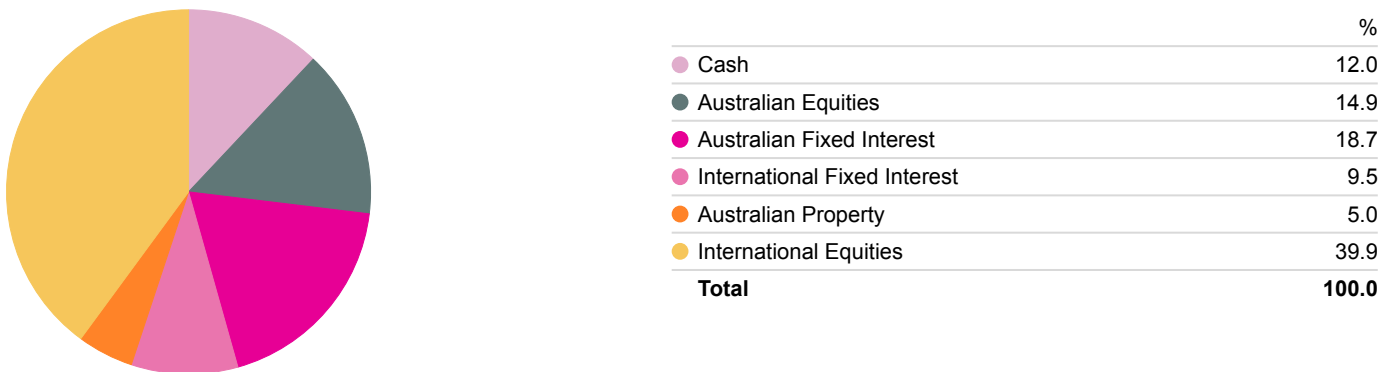 %
Cash 12.0
Australian Equities 14.9
Australian Fixed Interest 18.7
International Fixed Interest 9.5
Australian Property 5.0
International Equities 39.9
Total 100.0